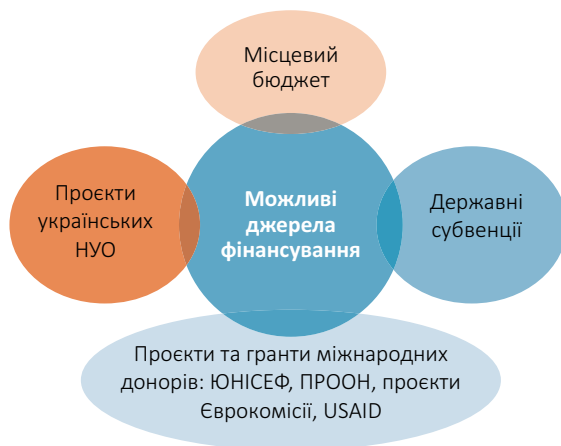 Місцевий
бюджет
Проєкти
українських
НУО
Можливі
джерела
фінансування
Державні
субвенції
Проєкти та гранти міжнародних
донорів: ЮНІСЕФ, ПРООН, проєкти
Єврокомісії, USAID